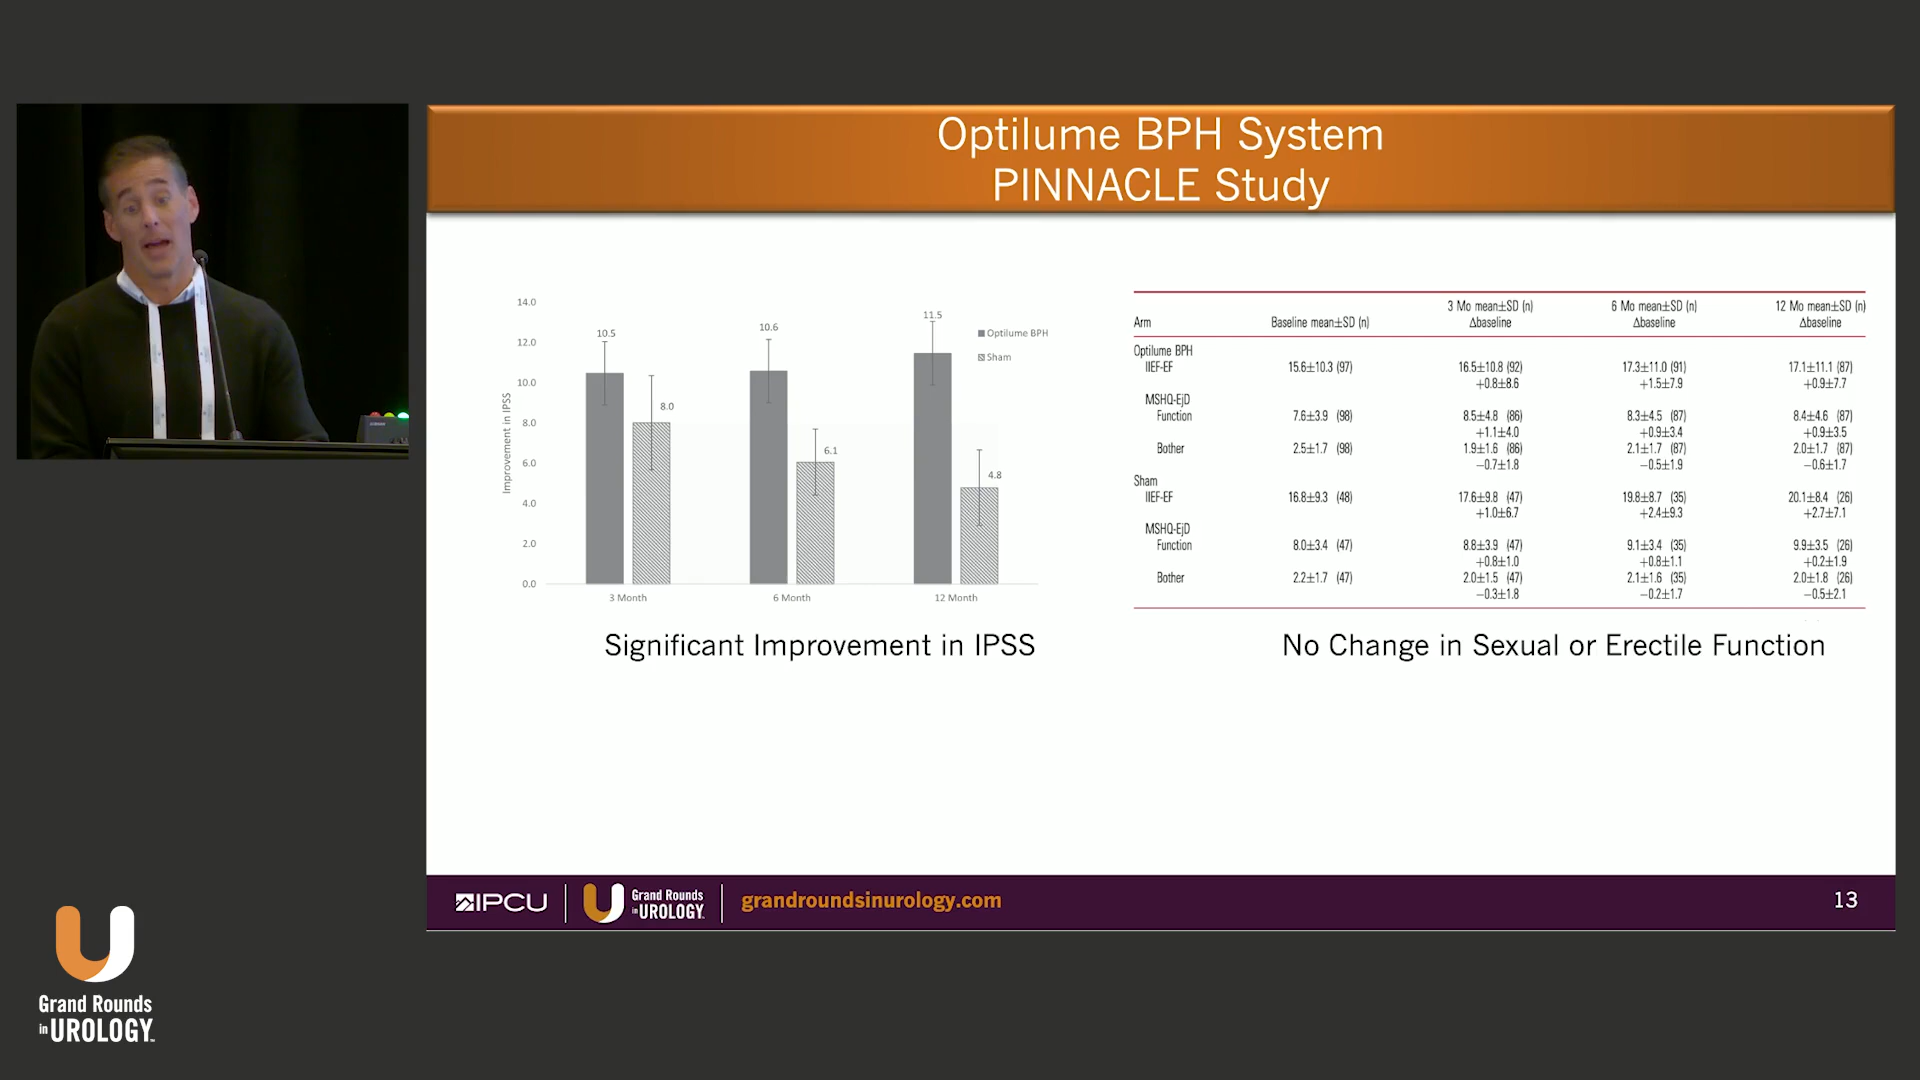 Optilume BPH System
PINNACLE Study
14.0
12.0
10.0
8.0
6.0
4.0
2.0
0.0
Improvement in IPSS
10.5
8.0
10.6
6.1
11.5
4.8
Optilume BPH
Sham
3 Month
6 Month
12 Month
Significant Improvement in IPSS
Arm Baseline mean±SD (n) 3 Mo mean±SD (n) Δbaseline 6 Mo mean±SD (n) Δbaseline 12 Mo mean±SD (n) Δbaseline
Optilume BPH
IIEF-EF 15.6±10.3 (97) 16.5±10.8 (92) 17.3±11.0 (91) 17.1±11.1 (87)
+0.8±8.6 +1.5±7.9 +0.9±7.7
MSHQ-EjD
Function 7.6±3.9 (98) 8.5±4.8 (86) 8.3±4.5 (87) 8.4±4.6 (87)
+1.1±4.0 +0.9±3.4 +0.9±3.5
Bother 2.5±1.7 (98) 1.9±1.6 (86) 2.1±1.7 (87) 2.0±1.7 (87)
−0.7±1.8 −0.5±1.9 −0.6±1.7
Sham
IIEF-EF 16.8±9.3 (48) 17.6±9.8 (47) 19.8±8.7 (35) 20.1±8.4 (26)
+1.0±6.7 +2.4±9.3 +2.7±7.1
MSHQ-EjD
Function 8.0±3.4 (47) 8.8±3.9 (47) 9.1±3.4 (35) 9.9±3.5 (26)
+0.8±1.0 +0.8±1.1 +0.2±1.9
Bother 2.2±1.7 (47) 2.0±1.5 (47) 2.1±1.6 (35) 2.0±1.8 (26)
−0.3±1.8 −0.2±1.7 −0.5±2.1
No Change in Sexual or Erectile Function
IPCU
Grand Rounds
in UROLOGY
grandroundsinurology.com
13
Grand Rounds
in UROLOGY